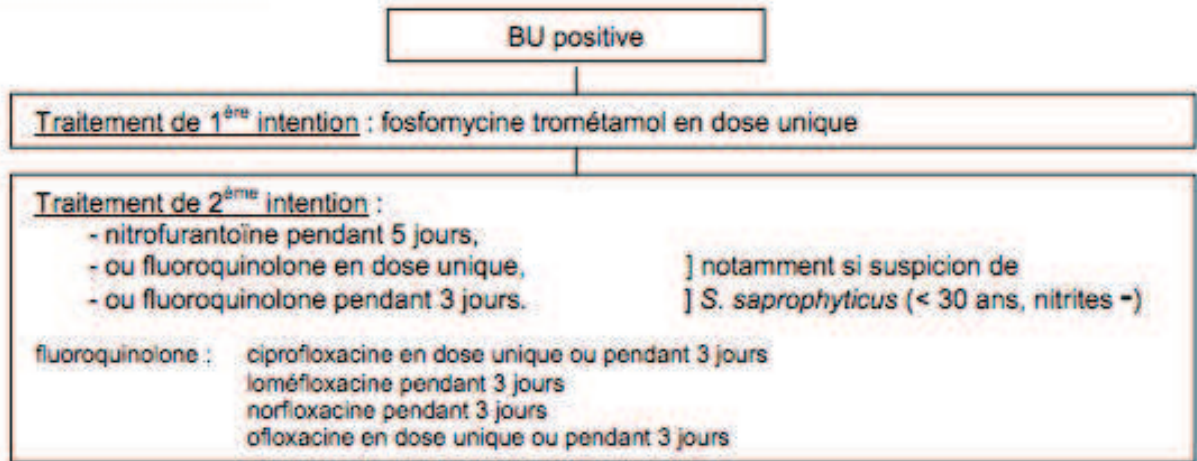 BU positive
Traitement de 1ère intention : fosfomycine trométamol en dose unique
Traitement de 2ème intention :
- nitrofurantoïne pendant 5 jours,
- ou fluoroquinolone en dose unique, ] notamment si suspicion de
- ou fluoroquinolone pendant 3 jours. ] S. saprophyticus (< 30 ans, nitrites -)
fluoroquinolone : ciprofloxacine en dose unique ou pendant 3 jours
loméfloxacine pendant 3 jours
norfloxacine pendant 3 jours
ofloxacine en dose unique ou pendant 3 jours